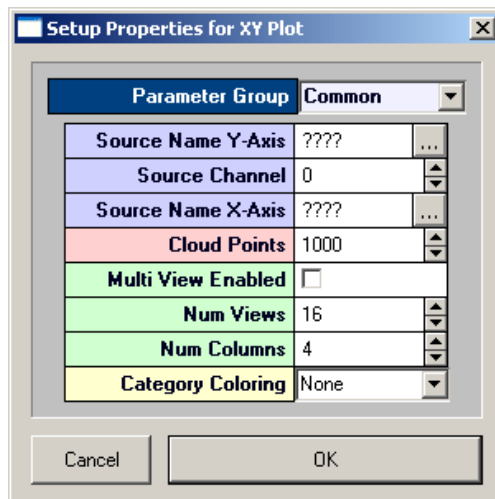 Setup Properties for XY Plot
Parameter Group Common
Source Name Y-Axis ???? ...
Source Channel 0
Source Name X-Axis ???? ...
Cloud Points 1000
Multi View Enabled
Num Views 16
Num Columns 4
Category Coloring None
Cancel OK